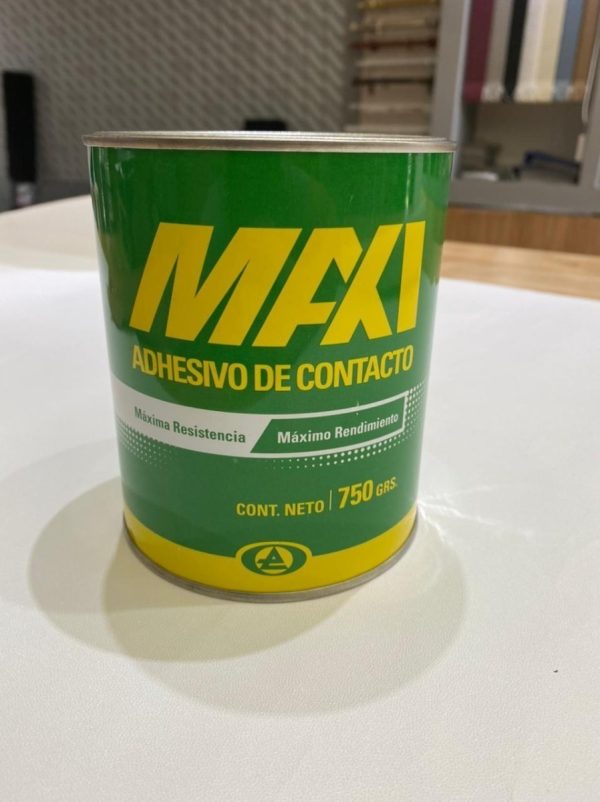 MAXI
ADHESIVO DE CONTACTO
Máxima Resistencia
Máximo Rendimiento
CONT. NETO 750 GRS.